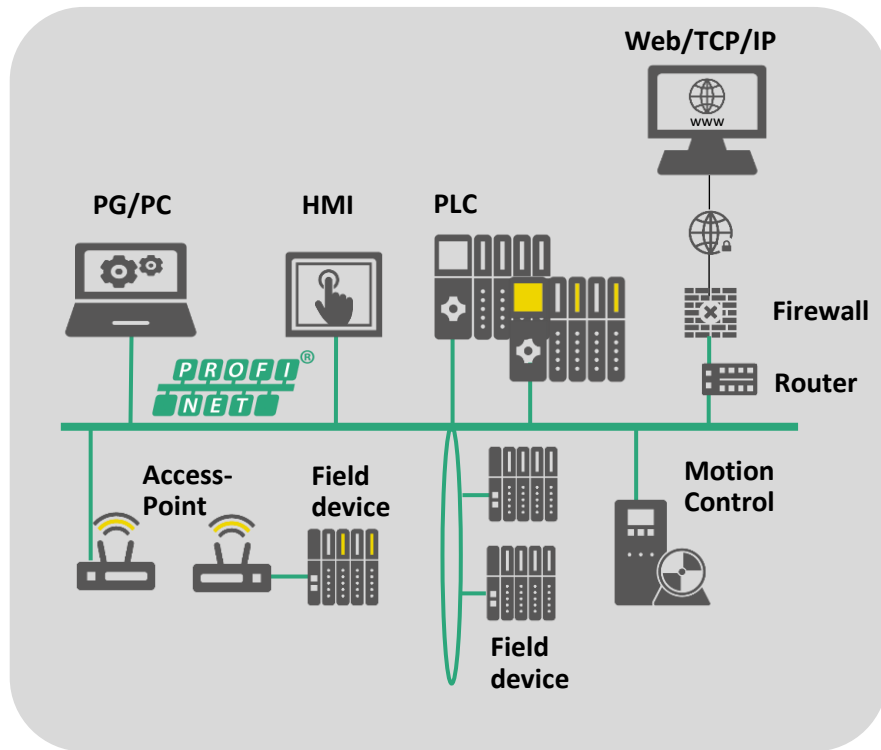 Web/TCP/IP
www
PG/PC
HMI
PLC
Firewall
PROFI®
NET
Router
Access-
Point
Field
device
Motion
Control
Field
device